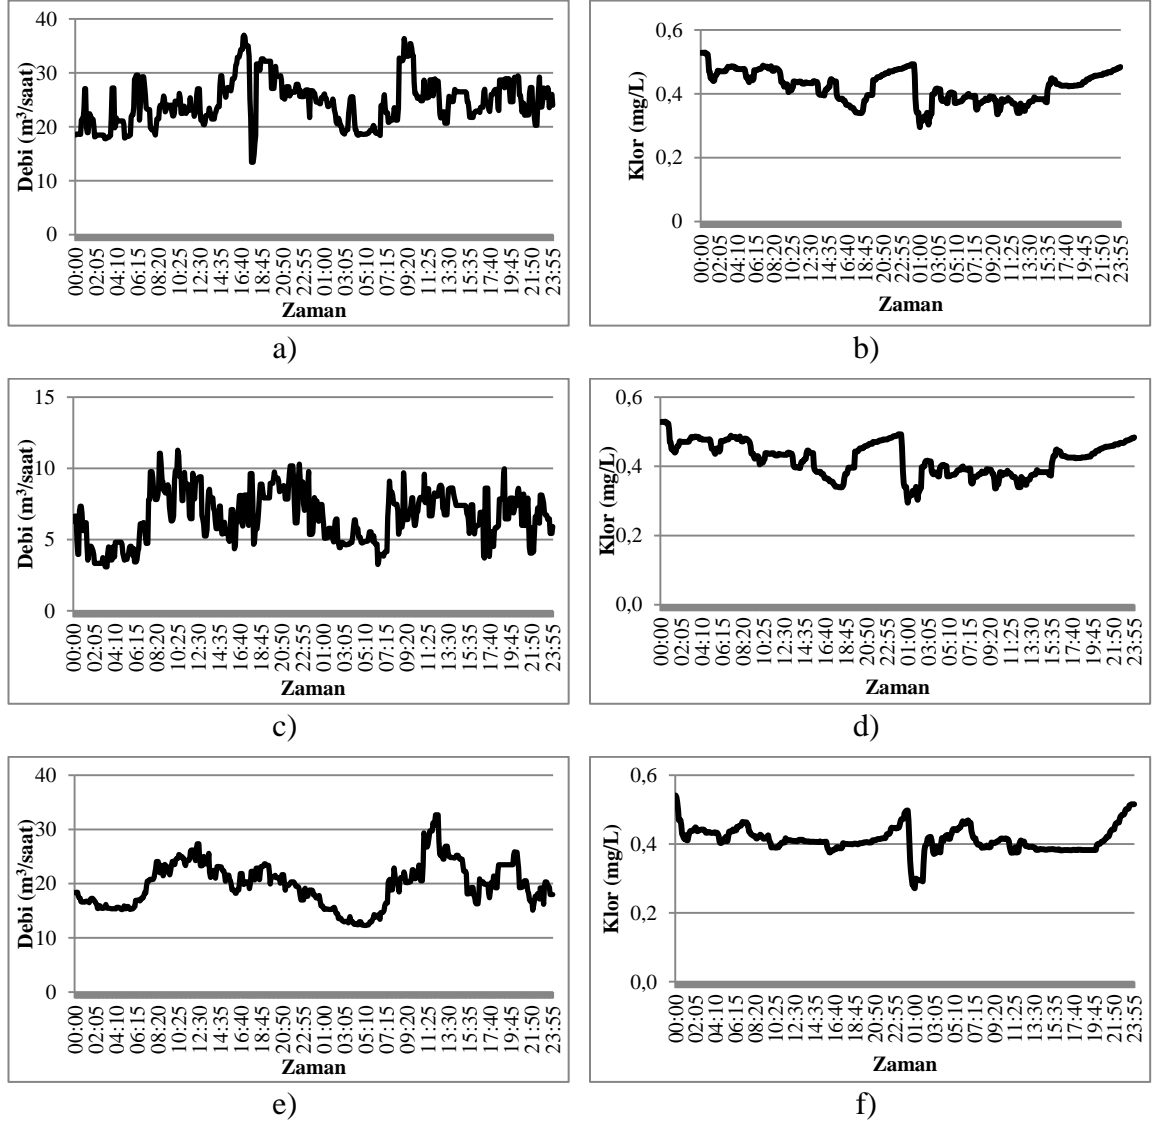 40
30
20
10
0
Debi (m³/saat)
00:00 02:05 04:10 06:15 08:20 10:25 12:30 14:35 16:40 18:45 20:50 22:55 01:00 03:05 05:10 07:15 09:20 11:25 13:30 15:35 17:40 19:45 21:50 23:55
Zaman
a)
0,6
0,4
0,2
0
Klor (mg/L)
00:00 02:05 04:10 06:15 08:20 10:25 12:30 14:35 16:40 18:45 20:50 22:55 01:00 03:05 05:10 07:15 09:20 11:25 13:30 15:35 17:40 19:45 21:50 23:55
Zaman
b)
15
10
5
0
Debi (m³/saat)
00:00 02:05 04:10 06:15 08:20 10:25 12:30 14:35 16:40 18:45 20:50 22:55 01:00 03:05 05:10 07:15 09:20 11:25 13:30 15:35 17:40 19:45 21:50 23:55
Zaman
c)
0,6
0,4
0,2
0,0
Klor (mg/L)
00:00 02:05 04:10 06:15 08:20 10:25 12:30 14:35 16:40 18:45 20:50 22:55 01:00 03:05 05:10 07:15 09:20 11:25 13:30 15:35 17:40 19:45 21:50 23:55
Zaman
d)
40
30
20
10
0
Debi (m³/saat)
00:00 02:05 04:10 06:15 08:20 10:25 12:30 14:35 16:40 18:45 20:50 22:55 01:00 03:05 05:10 07:15 09:20 11:25 13:30 15:35 17:40 19:45 21:50 23:55
Zaman
e)
0,6
0,4
0,2
0,0
Klor (mg/L)
00:00 02:05 04:10 06:15 08:20 10:25 12:30 14:35 16:40 18:45 20:50 22:55 01:00 03:05 05:10 07:15 09:20 11:25 13:30 15:35 17:40 19:45 21:50 23:55
Zaman
f)